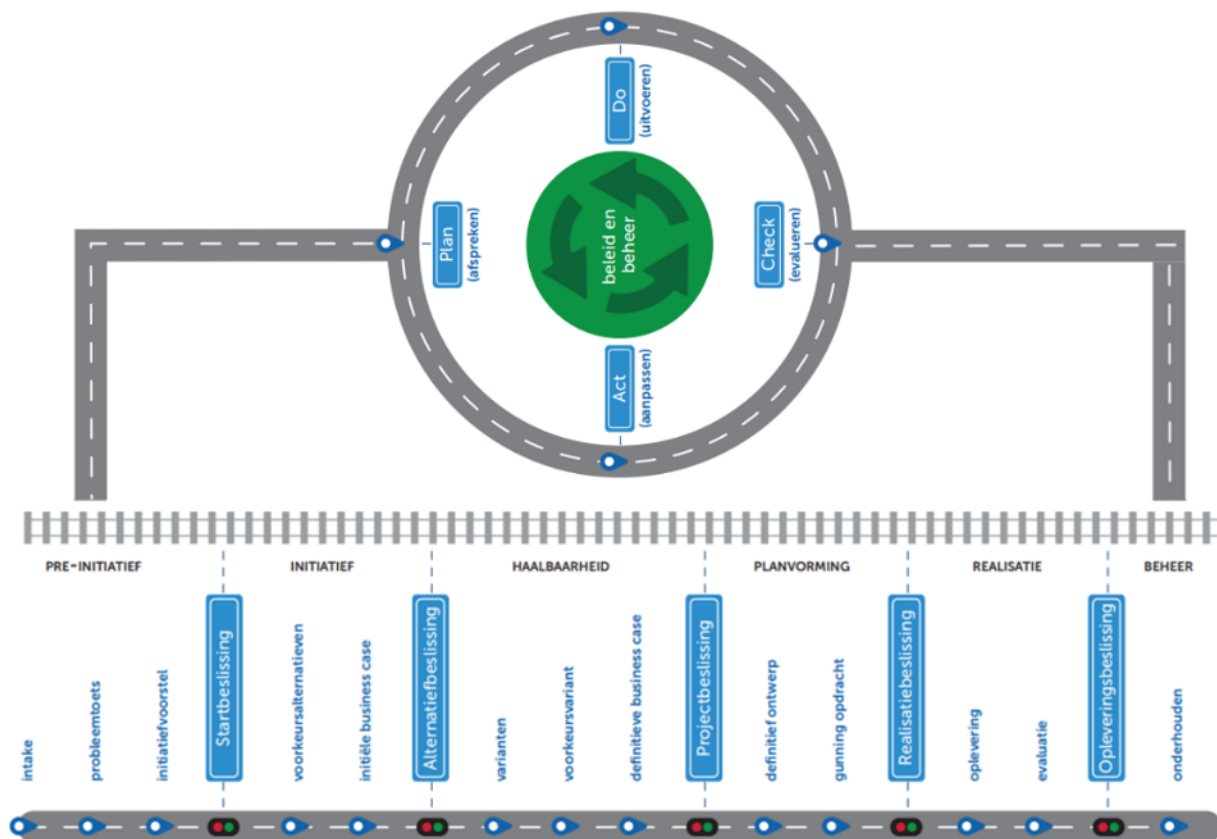 Do
(uitvoeren)
Plan
(afspreken)
beleid en
beheer
Check
(evalueren)
Act
(aanpassen)
PRE-INITIATIEF
INITIATIEF
HAALBAARHEID
PLANVORMING
REALISATIE
BEHEER
intake
probleemtoets
initiatiefvoorstel
Startbeslissing
voorkeursalternatieven
initiële business case
Alternatiefbeslissing
varianten
voorkeursvariant
definitieve business case
Projectbeslissing
definitief ontwerp
gunning opdracht
Realisatiebeslissing
oplevering
evaluatie
Opleveringsbeslissing
onderhouden